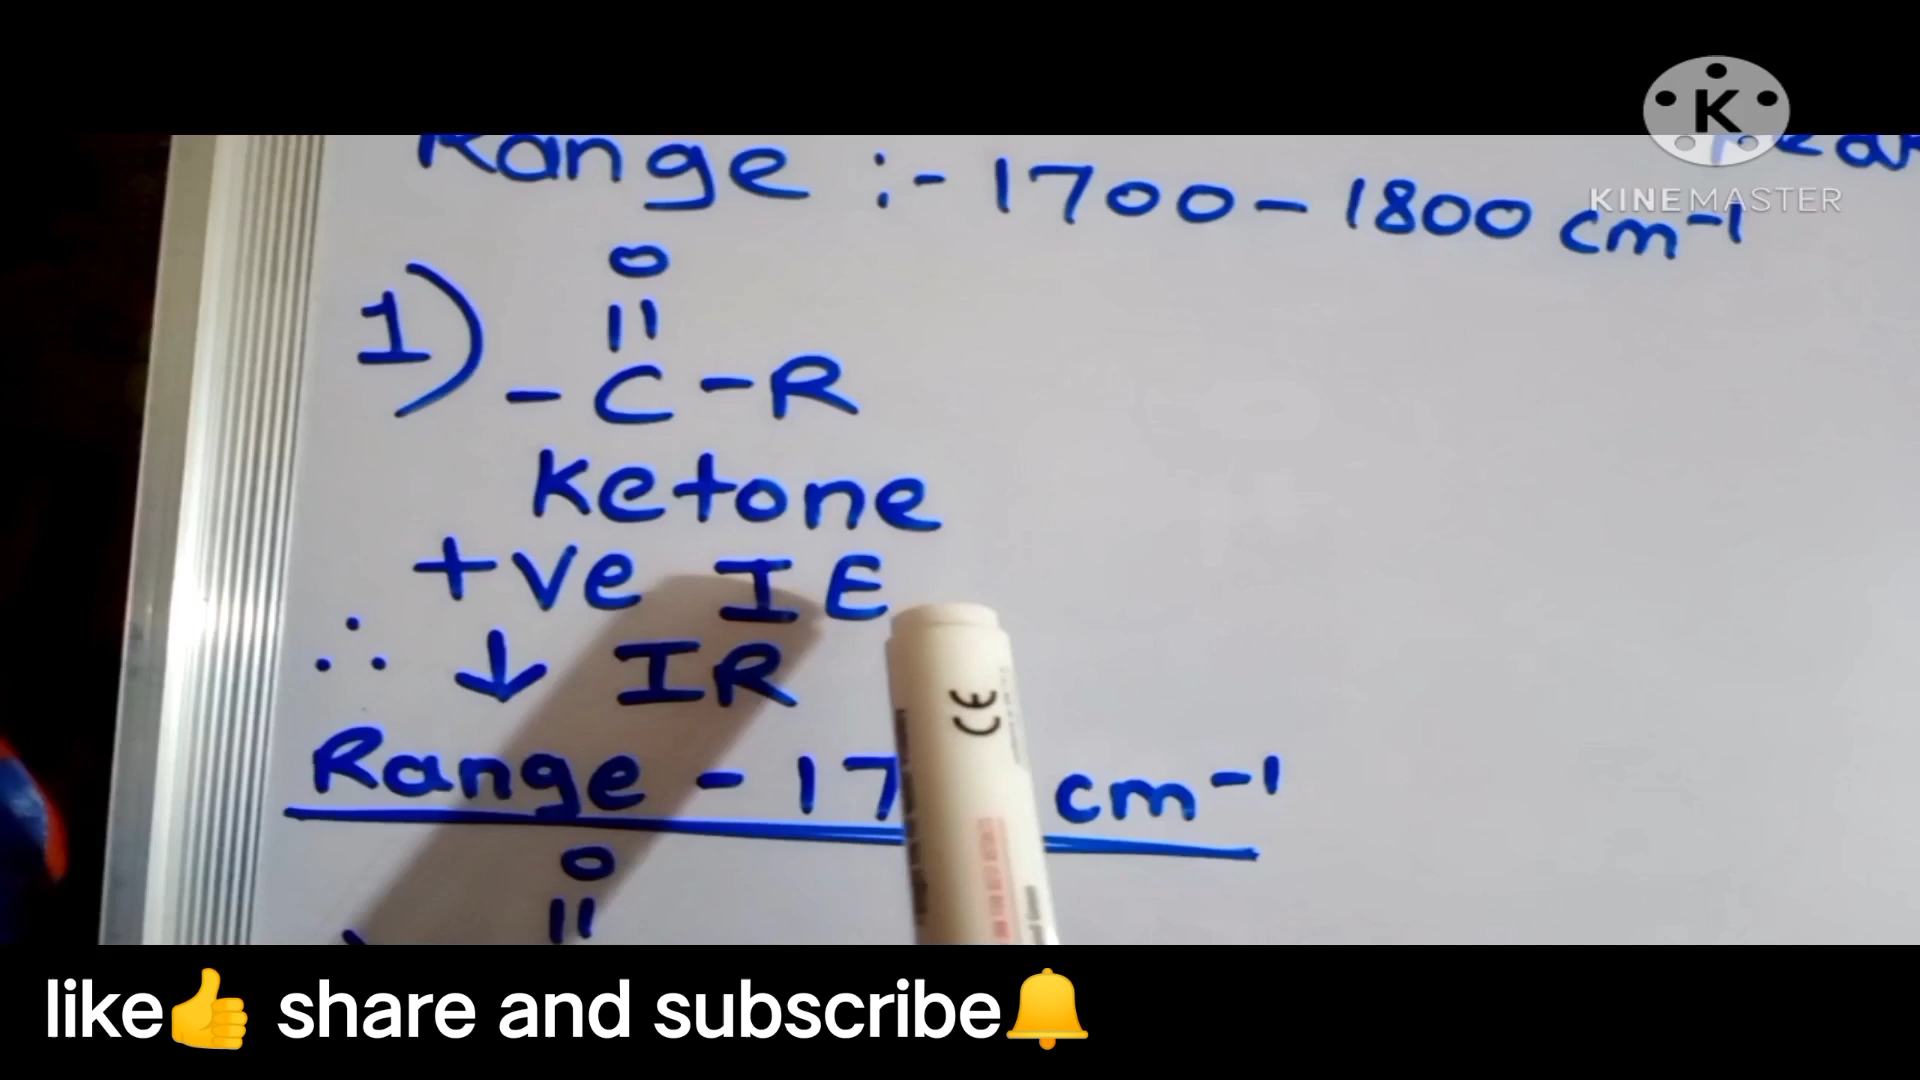 K
KINEMASTER
Range :- 1700 - 1800 cm⁻¹
O
||
1) - C - R
Ketone
+ve IE
∴ ↓ IR
Range - 17 cm⁻¹
CE
O
||
like👍 share and subscribe🔔